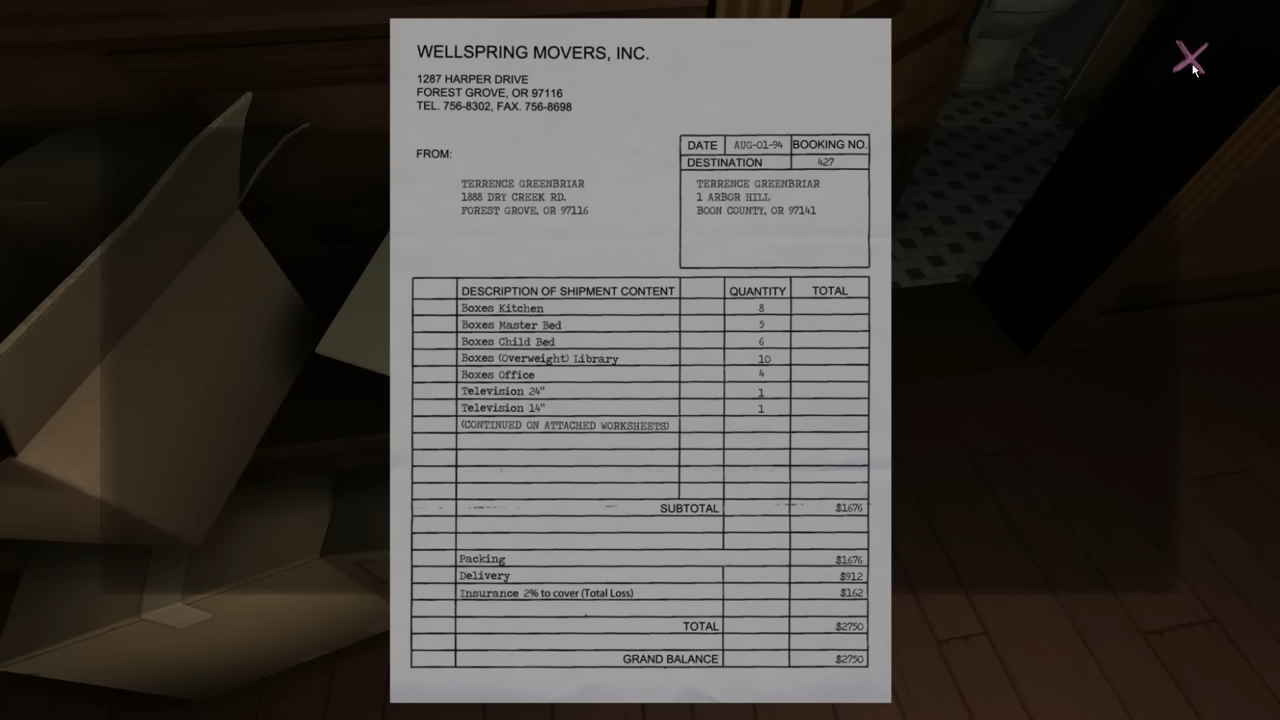 WELLSPRING MOVERS, INC.
1287 HARPER DRIVE
FOREST GROVE, OR 97116
TEL. 756-8302, FAX. 756-8698
DATE AUG-01-94 BOOKING NO.
DESTINATION 427
FROM:
TERRENCE GREENBRIAR
1888 DRY CREEK RD.
FOREST GROVE, OR 97116
TERRENCE GREENBRIAR
1 ARBOR HILL
BOON COUNTY, OR 97141
DESCRIPTION OF SHIPMENT CONTENT QUANTITY TOTAL
Boxes Kitchen 8
Boxes Master Bed 5
Boxes Child Bed 6
Boxes (Overweight) Library 10
Boxes Office 4
Television 24" 1
Television 14" 1
(CONTINUED ON ATTACHED WORKSHEETS)
SUBTOTAL $1676
Packing $1676
Delivery $912
Insurance 2% to cover (Total Loss) $162
TOTAL $2750
GRAND BALANCE $2750